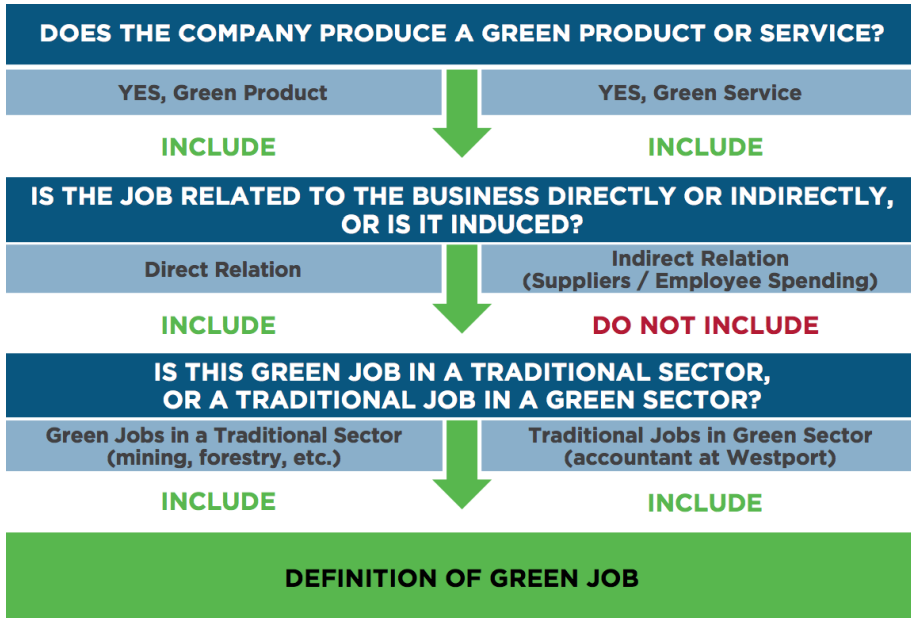 DOES THE COMPANY PRODUCE A GREEN PRODUCT OR SERVICE?
YES, Green Product
YES, Green Service
INCLUDE
INCLUDE
IS THE JOB RELATED TO THE BUSINESS DIRECTLY OR INDIRECTLY,
OR IS IT INDUCED?
Direct Relation
Indirect Relation
(Suppliers / Employee Spending)
INCLUDE
DO NOT INCLUDE
IS THIS GREEN JOB IN A TRADITIONAL SECTOR,
OR A TRADITIONAL JOB IN A GREEN SECTOR?
Green Jobs in a Traditional Sector
(mining, forestry, etc.)
Traditional Jobs in Green Sector
(accountant at Westport)
INCLUDE
INCLUDE
DEFINITION OF GREEN JOB